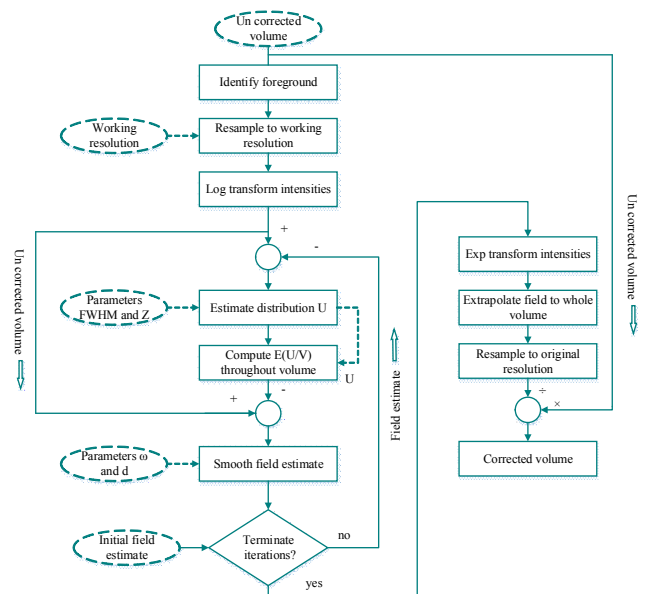 Un corrected
volume
Identify foreground
Working
resolution
Resample to working
resolution
Log transform intensities
+
-
Un corrected volume
Parameters
FWHM and Z
Estimate distribution U
Compute E(U/V)
throughout volume
U
-
+
Parameters ω
and d
Smooth field estimate
Initial field
estimate
Terminate
iterations?
no
yes
Field estimate
Exp transform intensities
Extrapolate field to whole
volume
Resample to original
resolution
÷
×
Corrected volume
Un corrected volume